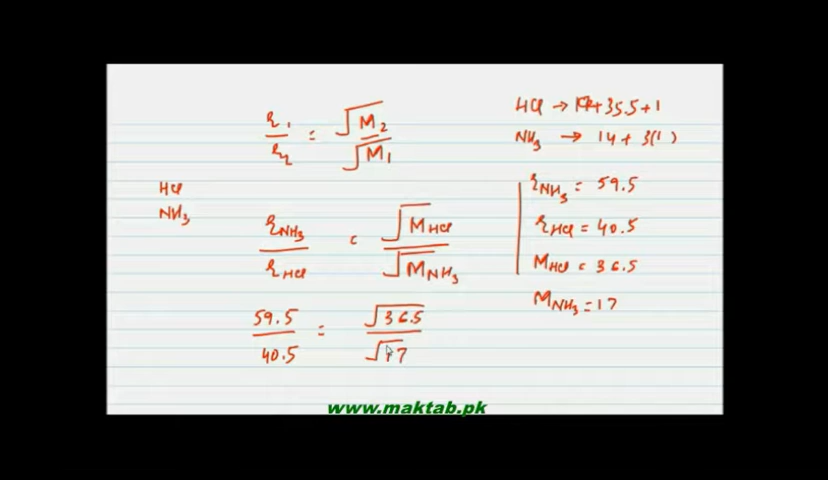 r₁/r₂ = √M₂/√M₁
HCl → 35.5+1
NH₃ → 14+3(1)
HCl
NH₃
r_NH₃/r_HCl = √M_HCl/√M_NH₃
r_NH₃ = 59.5
r_HCl = 40.5
M_HCl = 36.5
M_NH₃ = 17
59.5/40.5 = √36.5/√17
www.maktab.pk